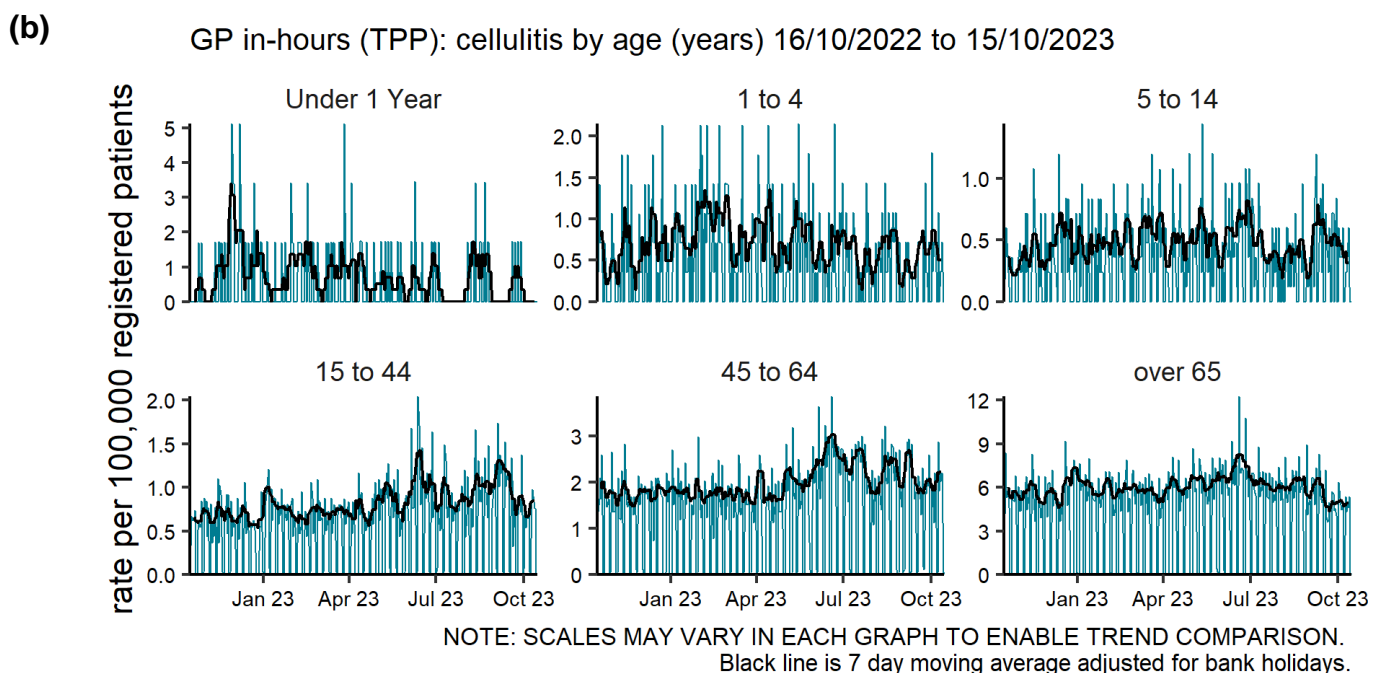 (b)
GP in-hours (TPP): cellulitis by age (years) 16/10/2022 to 15/10/2023
rate per 100,000 registered patients
Under 1 Year
5
4
3
2
1
0
1 to 4
2.0
1.5
1.0
0.5
0.0
5 to 14
1.0
0.5
0.0
15 to 44
2.0
1.5
1.0
0.5
0.0
Jan 23 Apr 23 Jul 23 Oct 23
45 to 64
3
2
1
0
Jan 23 Apr 23 Jul 23 Oct 23
over 65
12
9
6
3
0
Jan 23 Apr 23 Jul 23 Oct 23
NOTE: SCALES MAY VARY IN EACH GRAPH TO ENABLE TREND COMPARISON.
Black line is 7 day moving average adjusted for bank holidays.